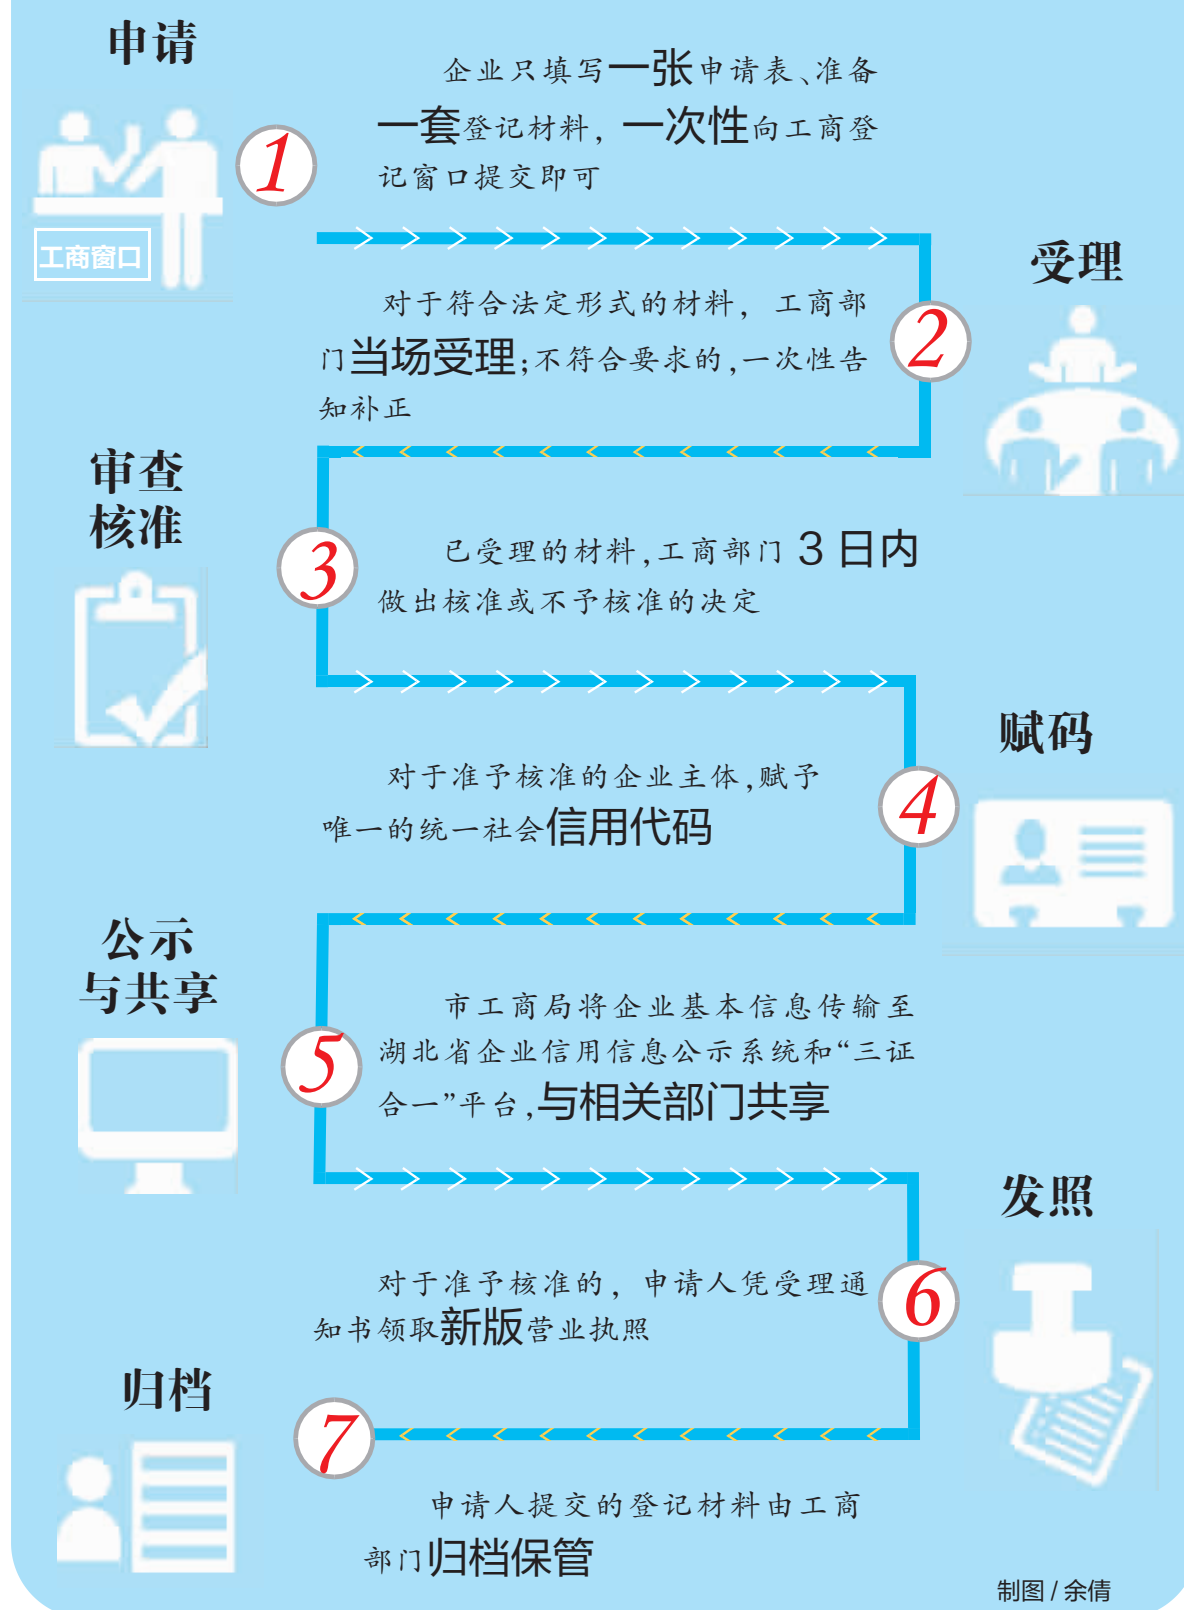 申请
企业只填写一张申请表、准备
一套登记材料，一次性向工商登
记窗口提交即可
1
工商窗口
受理
对于符合法定形式的材料，工商部
门当场受理;不符合要求的,一次性告
知补正
2
审查
核准
3
已受理的材料,工商部门 3 日内
做出核准或不予核准的决定
赋码
对于准予核准的企业主体,赋予
唯一的统一社会信用代码
4
公示
与共享
5
市工商局将企业基本信息传输至
湖北省企业信用信息公示系统和“三证
合一”平台,与相关部门共享
发照
对于准予核准的，申请人凭受理通
知书领取新版营业执照
6
归档
7
申请人提交的登记材料由工商
部门归档保管
制图 / 余倩